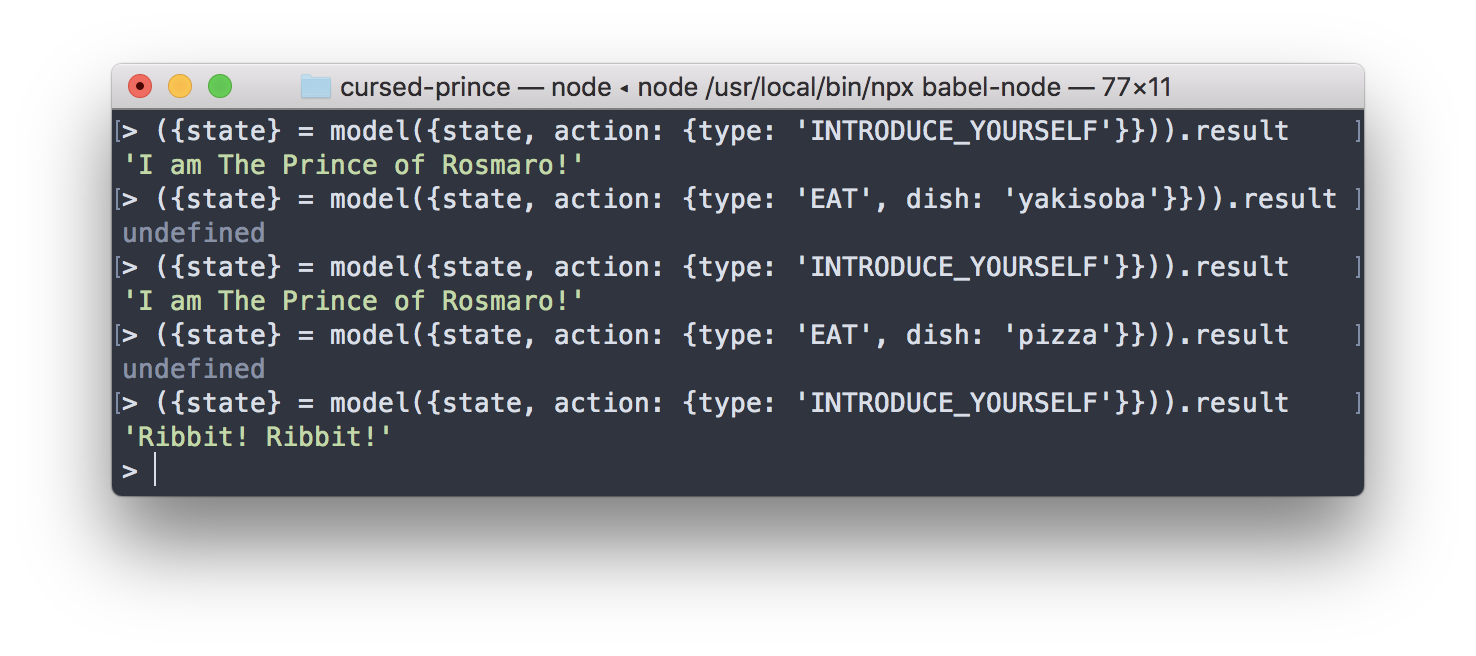 cursed-prince — node ◂ node /usr/local/bin/npx babel-node — 77×11
[> ({state} = model({state, action: {type: 'INTRODUCE_YOURSELF'}})).result ]
'I am The Prince of Rosmaro!'
[> ({state} = model({state, action: {type: 'EAT', dish: 'yakisoba'}})).result ]
undefined
[> ({state} = model({state, action: {type: 'INTRODUCE_YOURSELF'}})).result ]
'I am The Prince of Rosmaro!'
[> ({state} = model({state, action: {type: 'EAT', dish: 'pizza'}})).result ]
undefined
[> ({state} = model({state, action: {type: 'INTRODUCE_YOURSELF'}})).result ]
'Ribbit! Ribbit!'
>